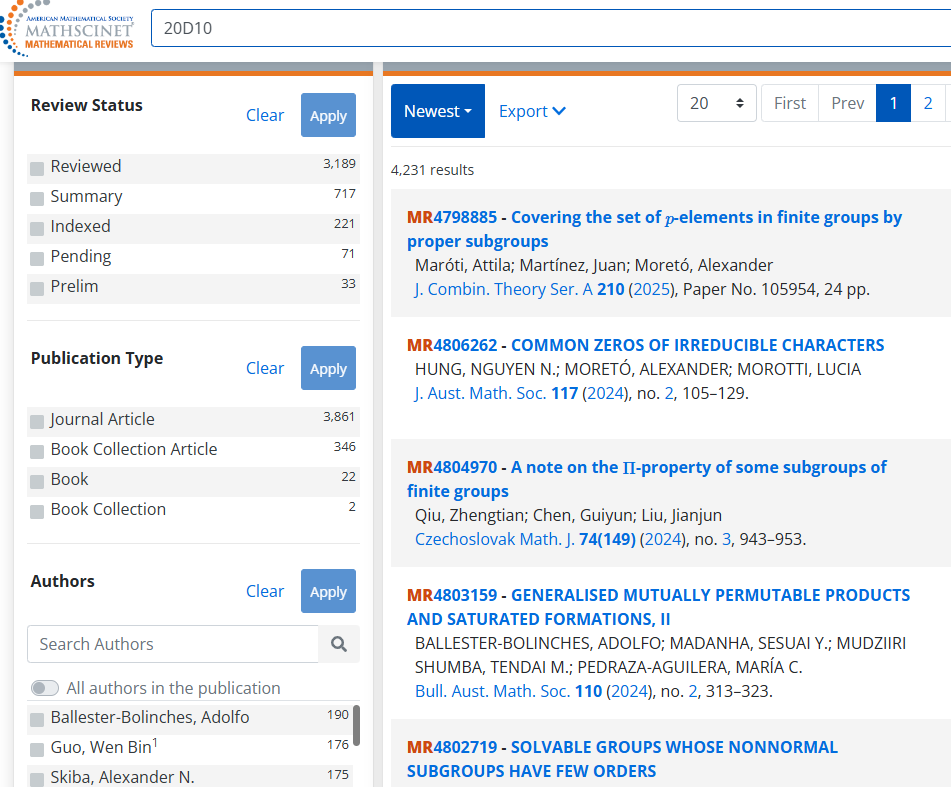 AMERICAN MATHEMATICAL SOCIETY
MATHSCINET
MATHEMATICAL REVIEWS
20D10
Review Status
Clear
Apply
Reviewed 3,189
Summary 717
Indexed 221
Pending 71
Prelim 33
Publication Type
Clear
Apply
Journal Article 3,861
Book Collection Article 346
Book 22
Book Collection 2
Authors
Clear
Apply
Search Authors
All authors in the publication
Ballester-Bolinches, Adolfo 190
Guo, Wen Bin¹ 176
Skiba, Alexander N. 175
Newest
Export
20
First
Prev
1
2
4,231 results
MR4798885 - Covering the set of p-elements in finite groups by
proper subgroups
Maróti, Attila; Martínez, Juan; Moretó, Alexander
J. Combin. Theory Ser. A 210 (2025), Paper No. 105954, 24 pp.
MR4806262 - COMMON ZEROS OF IRREDUCIBLE CHARACTERS
HUNG, NGUYEN N.; MORETÓ, ALEXANDER; MOROTTI, LUCIA
J. Aust. Math. Soc. 117 (2024), no. 2, 105–129.
MR4804970 - A note on the Π-property of some subgroups of
finite groups
Qiu, Zhengtian; Chen, Guiyun; Liu, Jianjun
Czechoslovak Math. J. 74(149) (2024), no. 3, 943–953.
MR4803159 - GENERALISED MUTUALLY PERMUTABLE PRODUCTS
AND SATURATED FORMATIONS, II
BALLESTER-BOLINCHES, ADOLFO; MADANHA, SESUAI Y.; MUDZIIRI
SHUMBA, TENDAI M.; PEDRAZA-AGUILERA, MARÍA C.
Bull. Aust. Math. Soc. 110 (2024), no. 2, 313–323.
MR4802719 - SOLVABLE GROUPS WHOSE NONNORMAL
SUBGROUPS HAVE FEW ORDERS